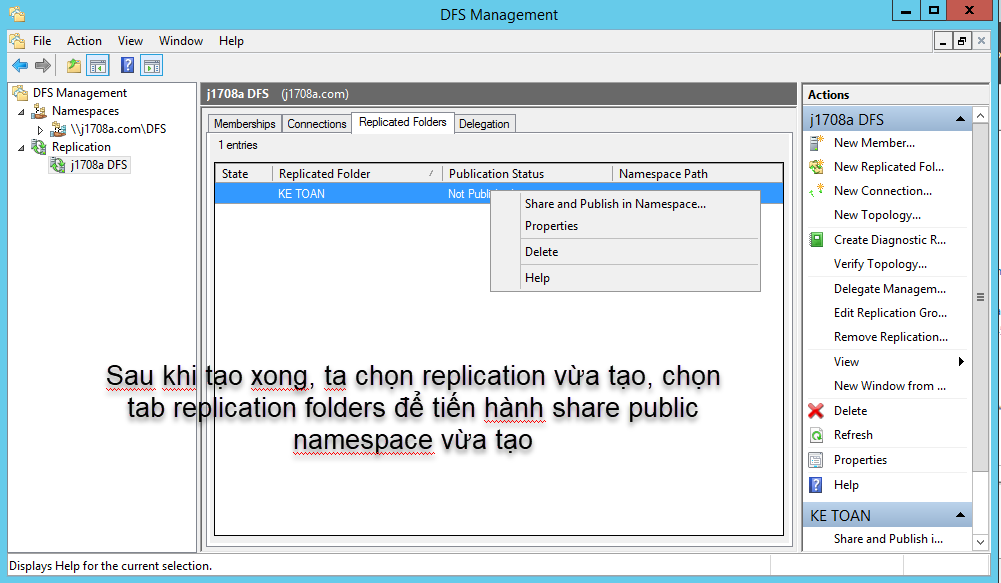 DFS Management
File Action View Window Help
DFS Management
Namespaces
\\j1708a.com\DFS
Replication
j1708a DFS
j1708a DFS (j1708a.com)
Memberships Connections Replicated Folders Delegation
1 entries
State Replicated Folder Publication Status Namespace Path
KE TOAN Not Publi
Share and Publish in Namespace...
Properties
Delete
Help
Sau khi tạo xong, ta chọn replication vừa tạo, chọn
tab replication folders để tiến hành share public
namespace vừa tạo
Actions
j1708a DFS
New Member...
New Replicated Fol...
New Connection...
New Topology...
Create Diagnostic R...
Verify Topology...
Delegate Managem...
Edit Replication Gro...
Remove Replication...
View
New Window from ...
Delete
Refresh
Properties
Help
KE TOAN
Share and Publish i...
Displays Help for the current selection.